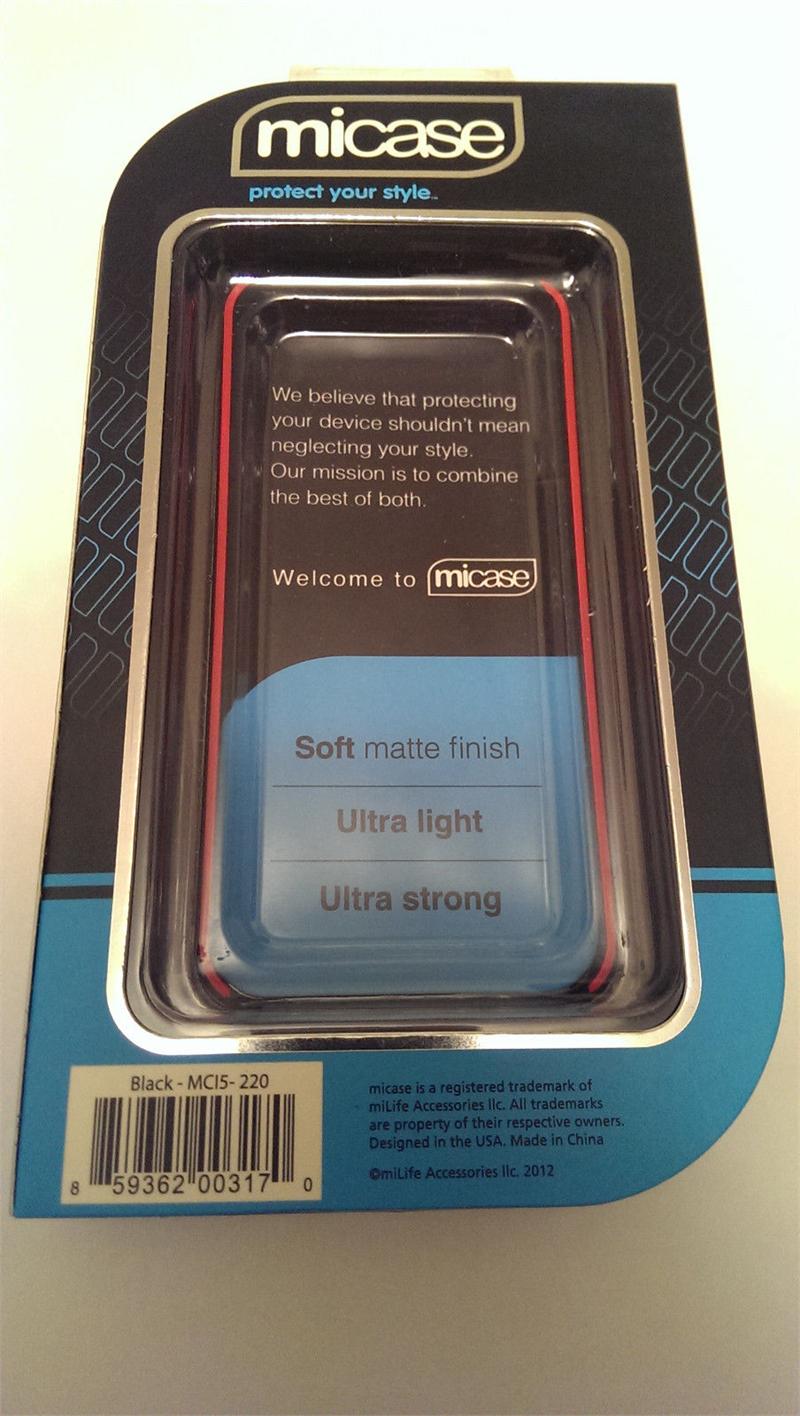 micase
protect your style™
We believe that protecting
your device shouldn't mean
neglecting your style.
Our mission is to combine
the best of both.
Welcome to micase
Soft matte finish
Ultra light
Ultra strong
Black - MCI5- 220
8 59362 00317 0
micase is a registered trademark of
miLife Accessories llc. All trademarks
are property of their respective owners.
Designed in the USA. Made in China
©miLife Accessories llc. 2012